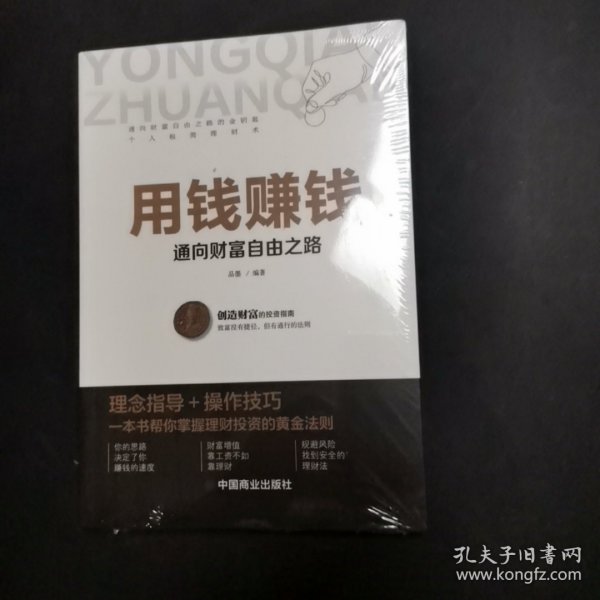 YONGQIAN
ZHUANQIAN
通向财富自由之路的金钥匙
个人极简理财术
用钱赚钱
通向财富自由之路
品墨 / 编著
创造财富的投资指南
致富没有捷径，但有通行的法则
理念指导 + 操作技巧
一本书帮你掌握理财投资的黄金法则
你的思路 财富增值 规避风险
决定了你 靠工资不如 找到安全的
赚钱的速度 靠理财 理财法
中国商业出版社
孔夫子旧书网
www.kongfz.com